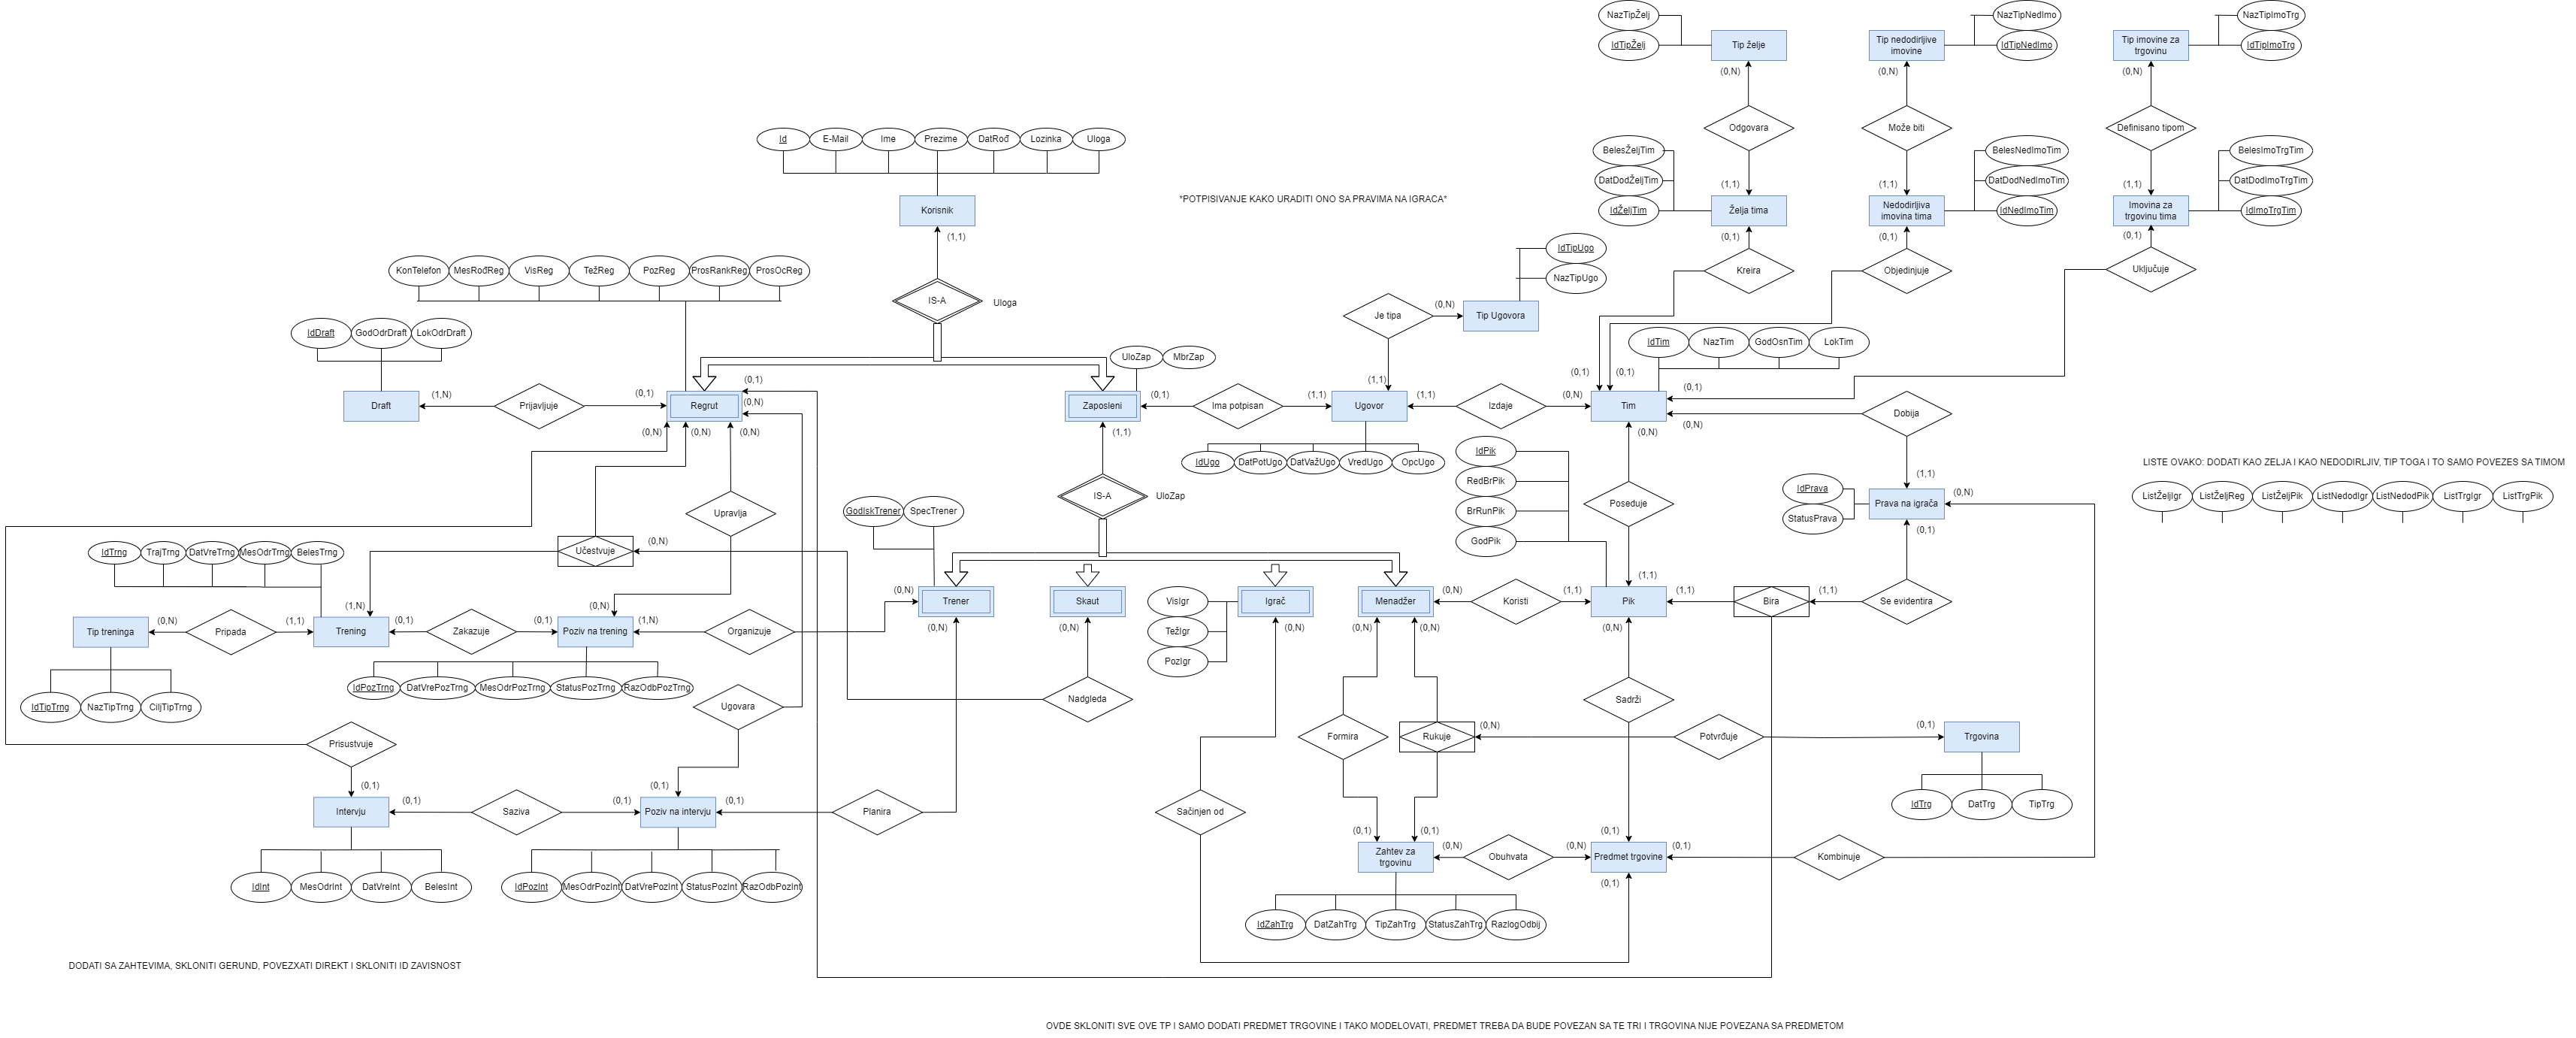 NazTipŽelj
NazTipNedImo
NazTipImoTrg
IdTipŽelj
Tip želje
Tip nedodirljive
imovine
IdTipNedImo
Tip imovine za
trgovinu
IdTipImoTrg
(0,N)
(0,N)
(0,N)
Odgovara
Može biti
Definisano tipom
Id
E-Mail
Ime
Prezime
DatRođ
Lozinka
Uloga
BelesŽeljTim
BelesNedImoTim
BelesImoTrgTim
DatDodŽeljTim
DatDodNedImoTim
DatDodImoTrgTim
(1,1)
(1,1)
(1,1)
*POTPISIVANJE KAKO URADITI ONO SA PRAVIMA NA IGRACA*
Korisnik
IdŽeljTim
Želja tima
Nedodirljiva
imovina tima
IdNedImoTim
Imovina za
trgovinu tima
IdImoTrgTim
(1,1)
(0,1)
(0,1)
(0,1)
IdTipUgo
KonTelefon
MesRođReg
VisReg
TežReg
PozReg
ProsRankReg
ProsOcReg
Kreira
Objedinjuje
Uključuje
NazTipUgo
IS-A
Uloga
(0,N)
Je tipa
Tip Ugovora
IdDraft
GodOdrDraft
LokOdrDraft
IdTim
NazTim
GodOsnTim
LokTim
UloZap
MbrZap
(0,1)
(1,1)
(0,1)
(0,1)
(0,1)
(1,N)
(0,1)
(0,N)
(0,1)
(1,1)
(1,1)
(0,N)
Draft
Prijavljuje
Regrut
Zaposleni
Ima potpisan
Ugovor
Izdaje
Tim
Dobija
(0,N)
(0,N)
(0,N)
(0,N)
(1,1)
(0,N)
IdPik
IdUgo
DatPotUgo
DatVažUgo
VredUgo
OpcUgo
LISTE OVAKO: DODATI KAO ZELJA I KAO NEDODIRLJIV, TIP TOGA I TO SAMO POVEZES SA TIMOM
(1,1)
RedBrPik
IdPrava
(0,N)
IS-A
UloZap
ListŽeljIgr
ListŽeljReg
ListŽeljPik
ListNedodIgr
ListNedodPik
ListTrgIgr
ListTrgPik
Prava na igrača
Poseduje
GodIskTrener
SpecTrener
Upravlja
BrRunPik
StatusPrava
(0,1)
GodPik
IdTrng
TrajTrng
DatVreTrng
MesOdrTrng
BelesTrng
Učestvuje
(0,N)
(1,1)
(0,N)
(0,N)
(1,1)
(1,1)
(1,1)
Trener
Skaut
VisIgr
Igrač
Menadžer
Koristi
Pik
Bira
Se evidentira
(1,N)
(0,N)
(0,N)
(1,1)
(0,1)
(0,1)
(1,N)
(0,N)
(0,N)
(0,N)
(0,N)
(0,N)
(0,N)
Tip treninga
Pripada
Trening
Zakazuje
Poziv na trening
Organizuje
TežIgr
PozIgr
IdPozTrng
DatVrePozTrng
MesOdrPozTrng
StatusPozTrng
RazOdbPozTrng
IdTipTrng
NazTipTrng
CiljTipTrng
Ugovara
Nadgleda
Sadrži
(0,N)
(0,1)
Prisustvuje
Formira
Rukuje
Potvrđuje
Trgovina
(0,1)
(0,1)
(0,1)
(0,1)
(0,1)
Intervju
Saziva
Poziv na intervju
Planira
Sačinjen od
IdTrg
DatTrg
TipTrg
(0,1)
(0,1)
(0,1)
(0,N)
(0,N)
(0,1)
Zahtev za
trgovinu
Obuhvata
Predmet trgovine
Kombinuje
(0,1)
IdInt
MesOdrInt
DatVreInt
BelesInt
IdPozInt
MesOdrPozInt
DatVrePozInt
StatusPozInt
RazOdbPozInt
IdZahTrg
DatZahTrg
TipZahTrg
StatusZahTrg
RazlogOdbij
DODATI SA ZAHTEVIMA, SKLONITI GERUND, POVEZXATI DIREKT I SKLONITI ID ZAVISNOST
OVDE SKLONITI SVE OVE TP I SAMO DODATI PREDMET TRGOVINE I TAKO MODELOVATI, PREDMET TREBA DA BUDE POVEZAN SA TE TRI I TRGOVINA NIJE POVEZANA SA PREDMETOM